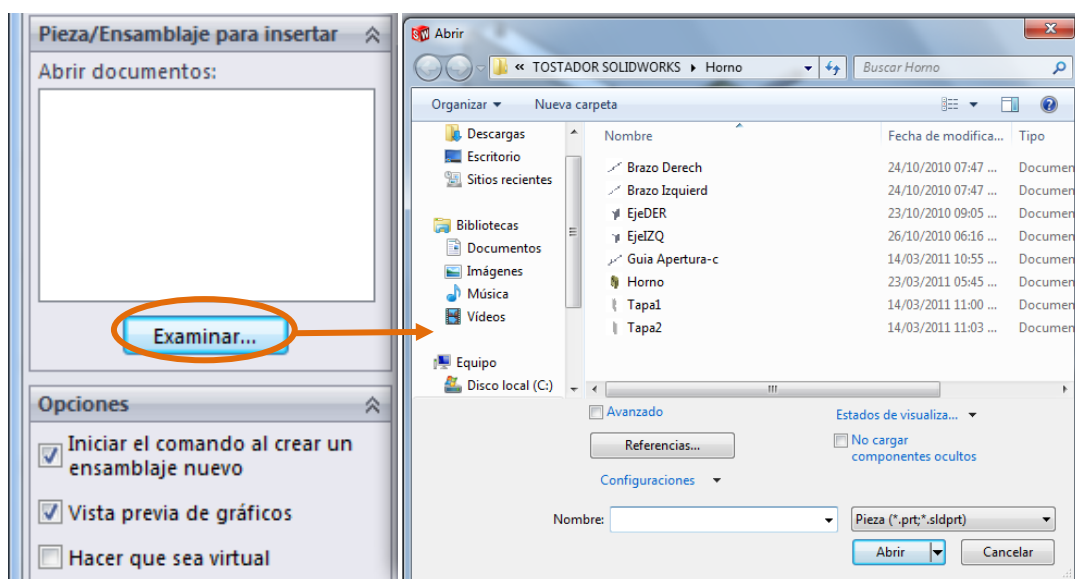 Pieza/Ensamblaje para insertar
Abrir documentos:
Examinar...
Opciones
Iniciar el comando al crear un
ensamblaje nuevo
Vista previa de gráficos
Hacer que sea virtual
Abrir
« TOSTADOR SOLIDWORKS Horno
Buscar Horno
Organizar Nueva carpeta
Descargas
Escritorio
Sitios recientes
Bibliotecas
Documentos
Imágenes
Música
Vídeos
Equipo
Disco local (C:)
Nombre Fecha de modifica... Tipo
Brazo Derech 24/10/2010 07:47 ... Documen
Brazo Izquierd 24/10/2010 07:47 ... Documen
EjeDER 23/10/2010 09:05 ... Documen
EjeIZQ 26/10/2010 06:16 ... Documen
Guia Apertura-c 14/03/2011 10:55 ... Documen
Horno 23/03/2011 05:45 ... Documen
Tapa1 14/03/2011 11:00 ... Documen
Tapa2 14/03/2011 11:03 ... Documen
Avanzado
Estados de visualiza...
Referencias...
No cargar
componentes ocultos
Configuraciones
Nombre:
Pieza (*.prt;*.sldprt)
Abrir
Cancelar